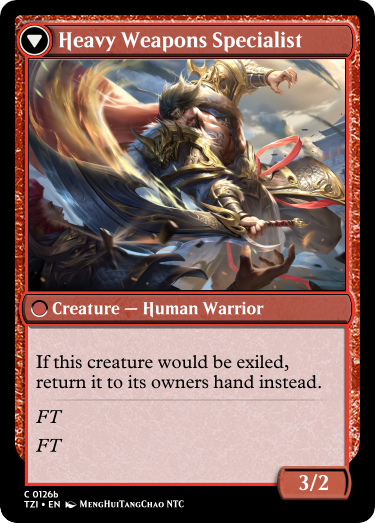 Heavy Weapons Specialist
Creature — Human Warrior
If this creature would be exiled,
return it to its owners hand instead.
FT
FT
3/2
C 0126b
TZI • EN MengHuiTangChao NTC